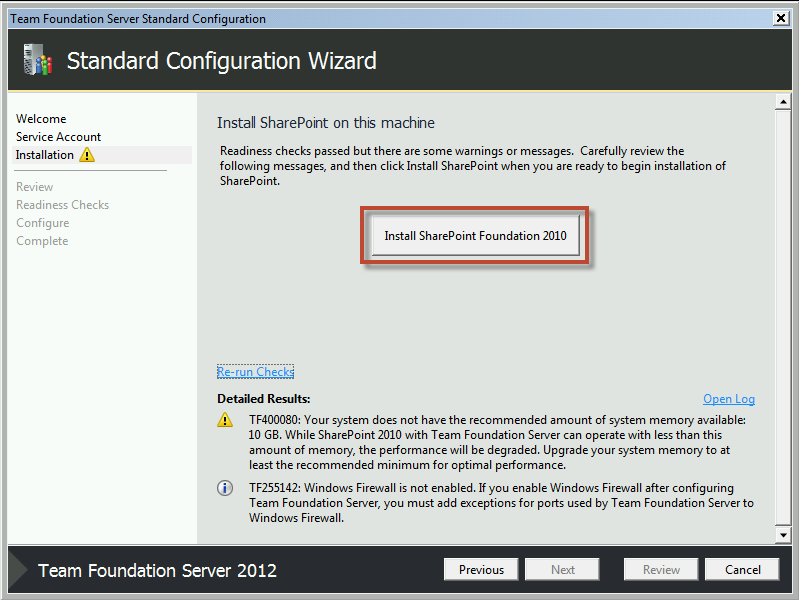 Team Foundation Server Standard Configuration
Standard Configuration Wizard
Welcome
Service Account
Installation
Review
Readiness Checks
Configure
Complete
Install SharePoint on this machine
Readiness checks passed but there are some warnings or messages. Carefully review the
following messages, and then click Install SharePoint when you are ready to begin installation of
SharePoint.
Install SharePoint Foundation 2010
Re-run Checks
Detailed Results:
Open Log
TF400080: Your system does not have the recommended amount of system memory available:
10 GB. While SharePoint 2010 with Team Foundation Server can operate with less than this
amount of memory, the performance will be degraded. Upgrade your system memory to at
least the recommended minimum for optimal performance.
TF255142: Windows Firewall is not enabled. If you enable Windows Firewall after configuring
Team Foundation Server, you must add exceptions for ports used by Team Foundation Server to
Windows Firewall.
Team Foundation Server 2012
Previous
Next
Review
Cancel